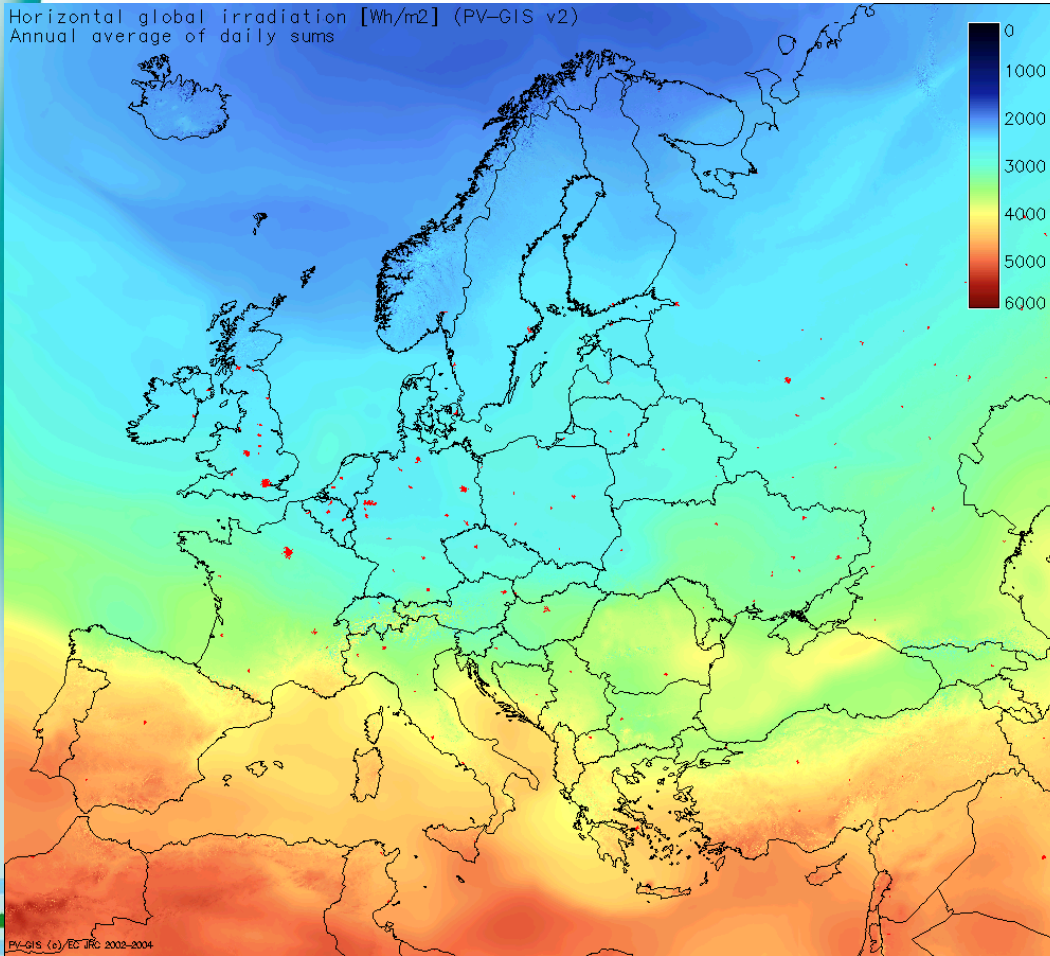 Horizontal global irradiation [Wh/m2] (PV-GIS v2)
Annual average of daily sums
0
1000
2000
3000
4000
5000
6000
PV-GIS (c) EC JRC 2002-2004